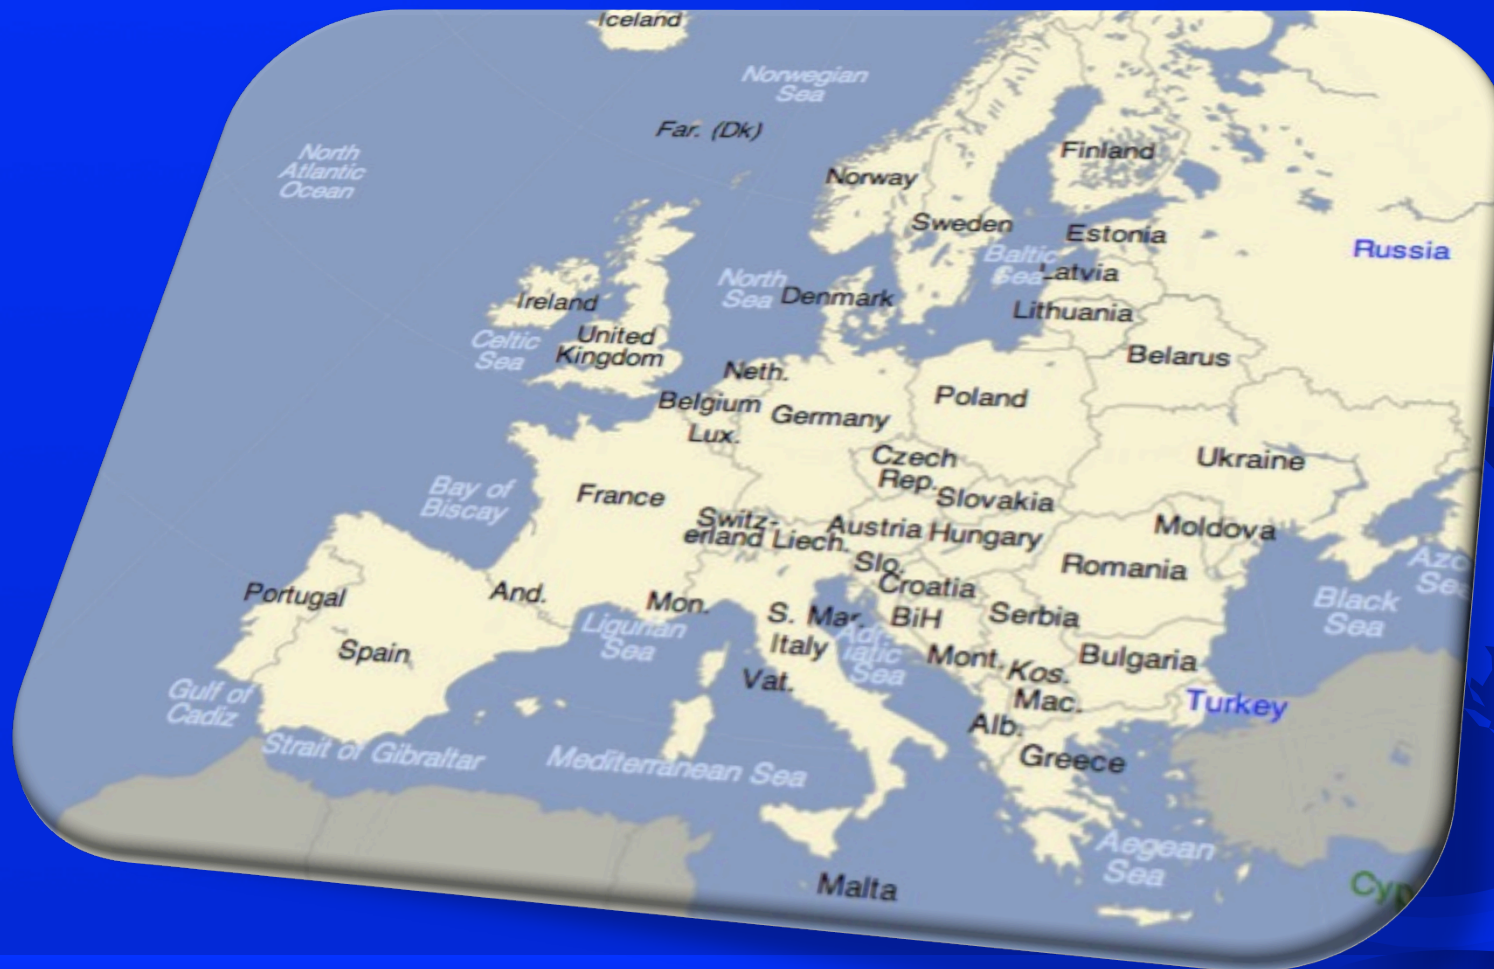 Iceland
Norwegian
Sea
Far. (Dk)
North
Atlantic
Ocean
Finland
Norway
Sweden
Estonia
Russia
Baltic
Sea
Latvia
North
Sea
Denmark
Ireland
Lithuania
Celtic
Sea
United
Kingdom
Belarus
Neth.
Belgium
Germany
Poland
Lux.
Czech
Rep.
Ukraine
Bay of
Biscay
France
Slovakia
Switz-
erland
Liech.
Austria
Hungary
Moldova
Slo.
Croatia
Romania
Portugal
And.
Mon.
S. Mar.
BiH
Serbia
Black
Sea
Ligurian
Sea
Italy
Adr-
iatic
Sea
Spain
Mont.
Kos.
Bulgaria
Vat.
Gulf of
Cadiz
Mac.
Turkey
Alb.
Strait of Gibraltar
Mediterranean Sea
Greece
Aegean
Sea
Malta